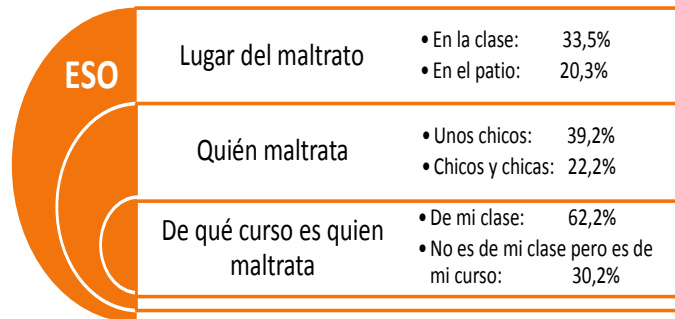 ESO
Lugar del maltrato
• En la clase: 33,5%
• En el patio: 20,3%
Quién maltrata
• Unos chicos: 39,2%
• Chicos y chicas: 22,2%
De qué curso es quien
maltrata
• De mi clase: 62,2%
• No es de mi clase pero es de
mi curso: 30,2%